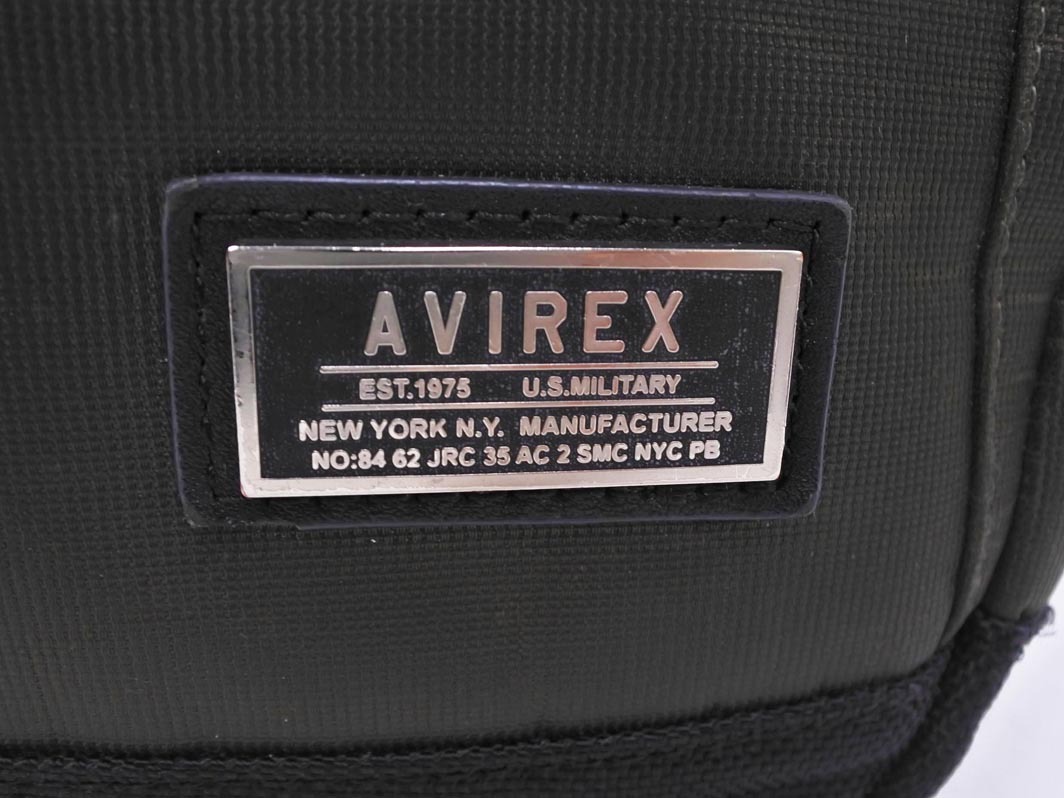 AVIREX
EST.1975 U.S.MILITARY
NEW YORK N.Y. MANUFACTURER
NO:84 62 JRC 35 AC 2 SMC NYC PB